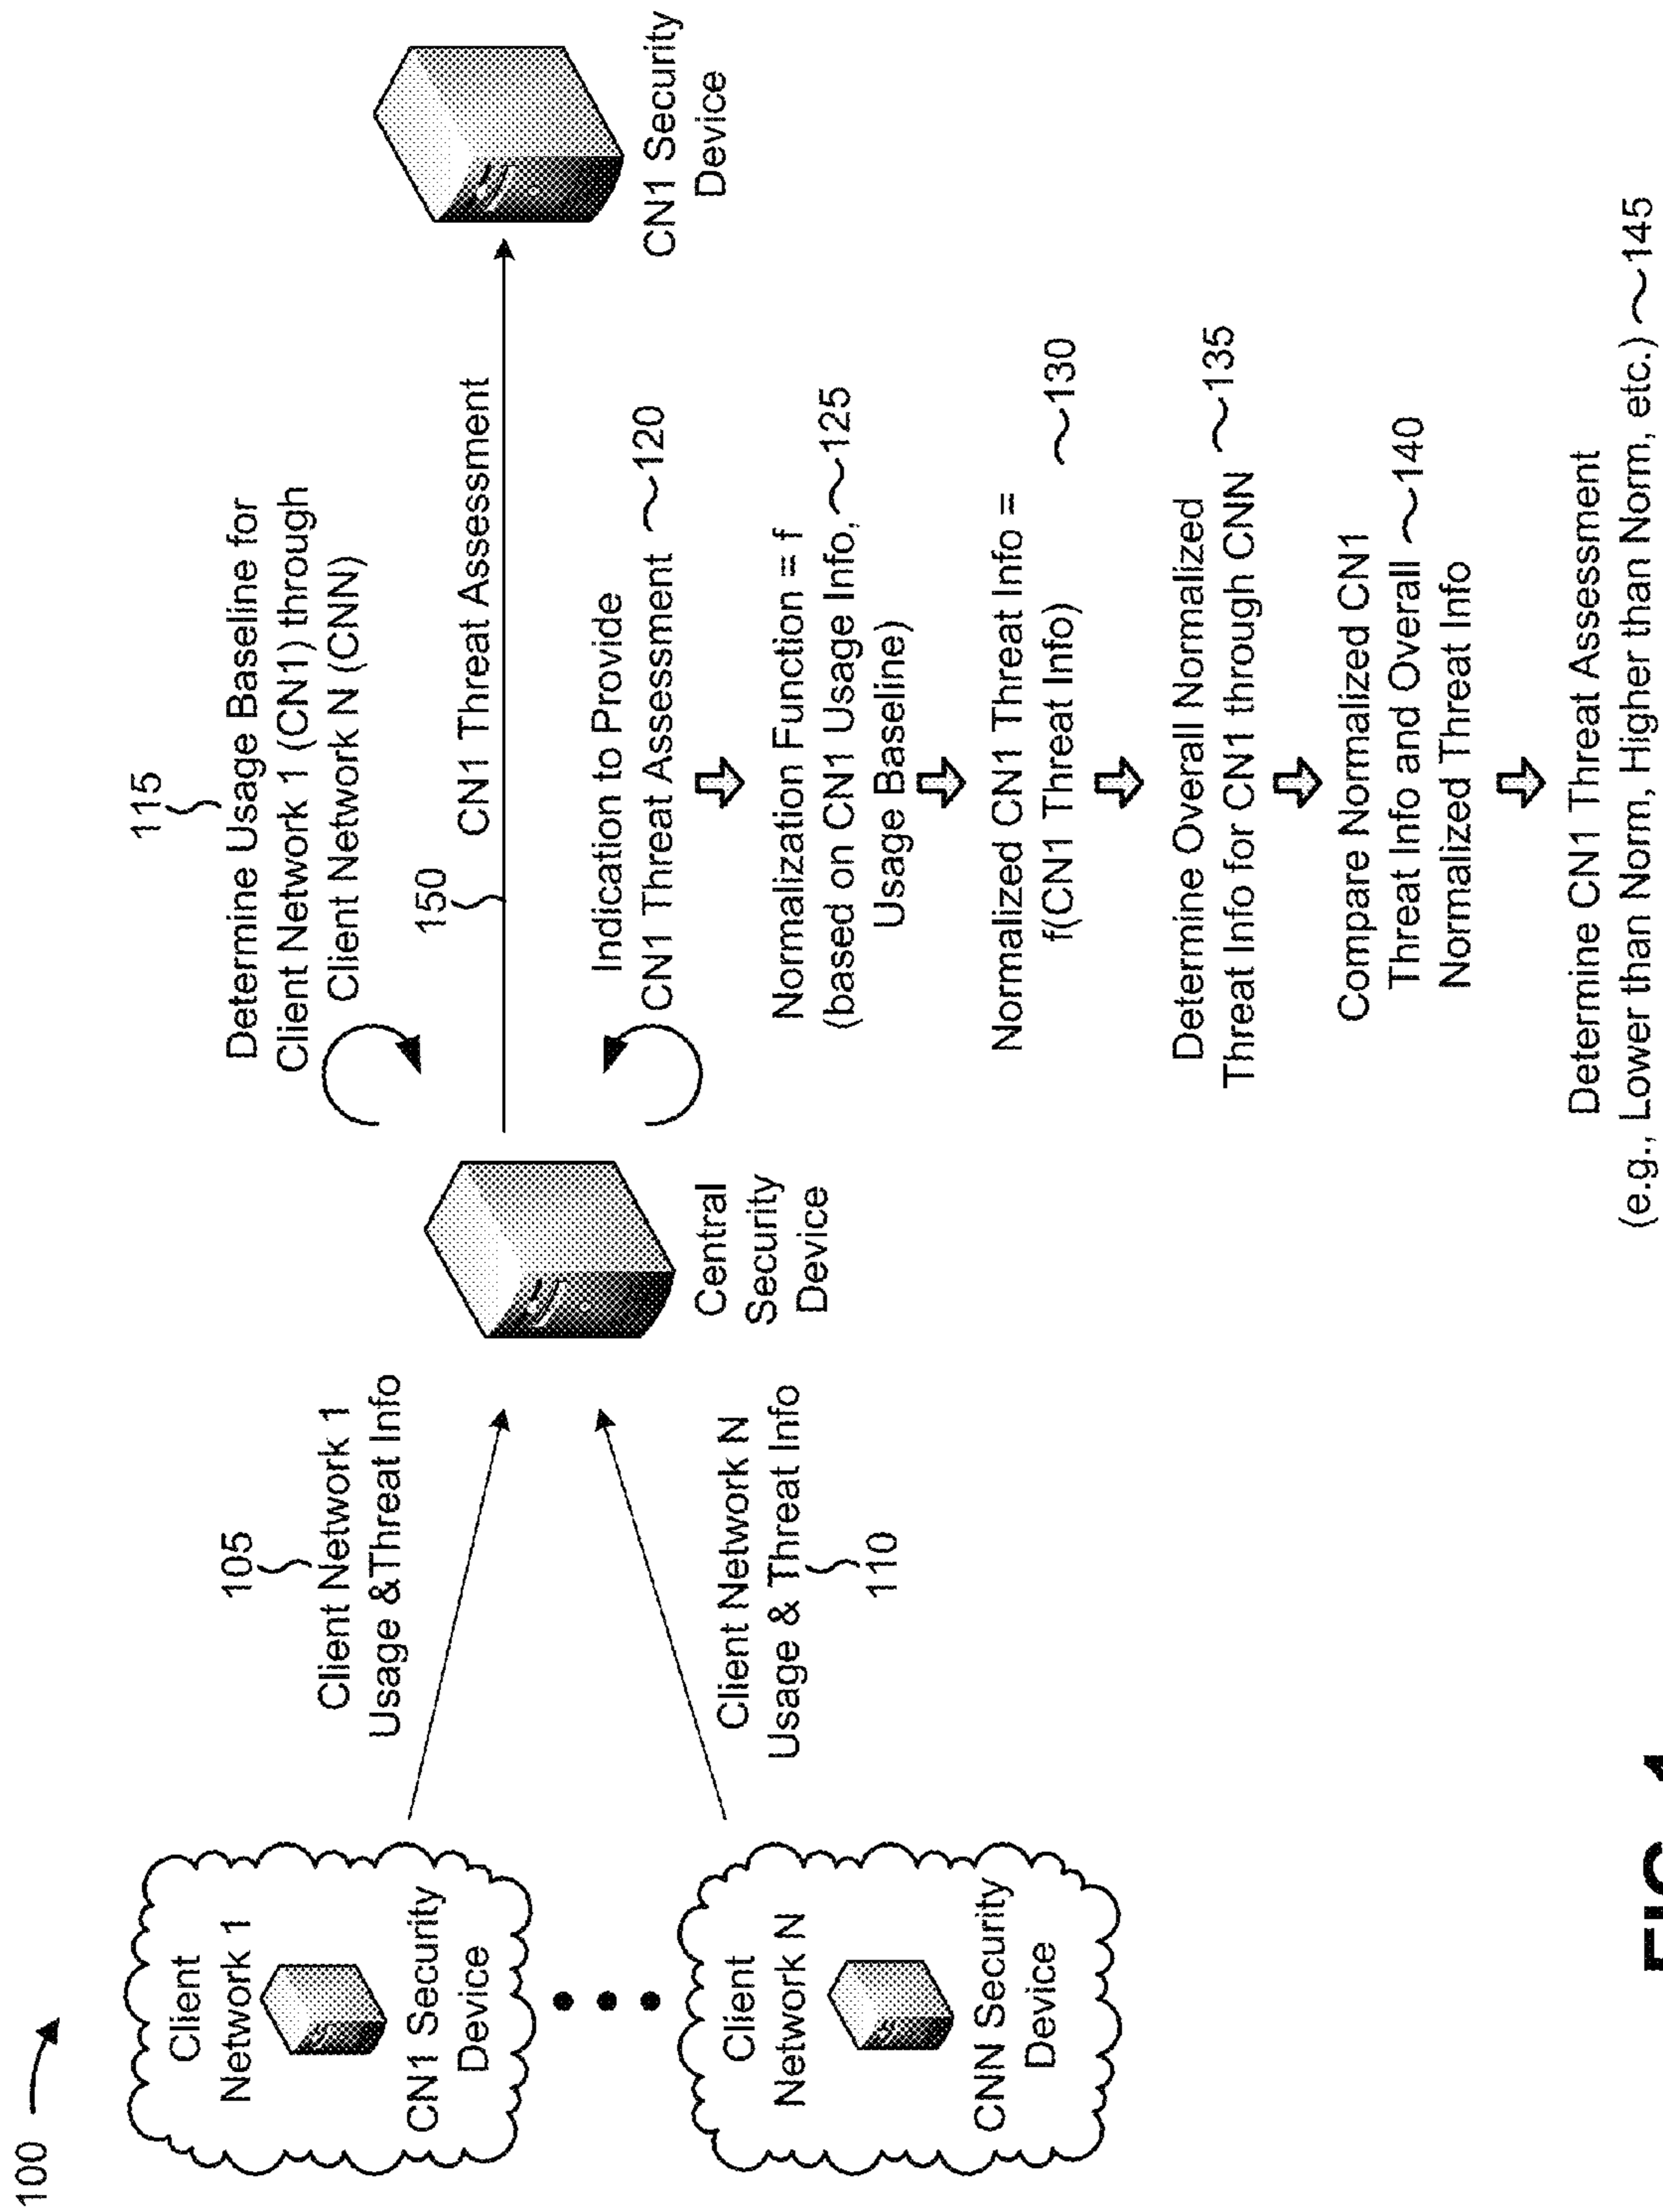 100
Client
Network 1
CN1 Security
Device
Client
Network N
CNN Security
Device
105
Client Network 1
Usage &Threat Info
Client Network N
Usage & Threat Info
110
Central
Security
Device
115
Determine Usage Baseline for
Client Network 1 (CN1) through
Client Network N (CNN)
150
CN1 Threat Assessment
CN1 Security
Device
Indication to Provide
CN1 Threat Assessment ~120
Normalization Function = f
(based on CN1 Usage Info, ~125
Usage Baseline)
Normalized CN1 Threat Info =
f(CN1 Threat Info) ~130
Determine Overall Normalized
Threat Info for CN1 through CNN ~135
Compare Normalized CN1
Threat Info and Overall ~140
Normalized Threat Info
Determine CN1 Threat Assessment
(e.g., Lower than Norm, Higher than Norm, etc.) ~145